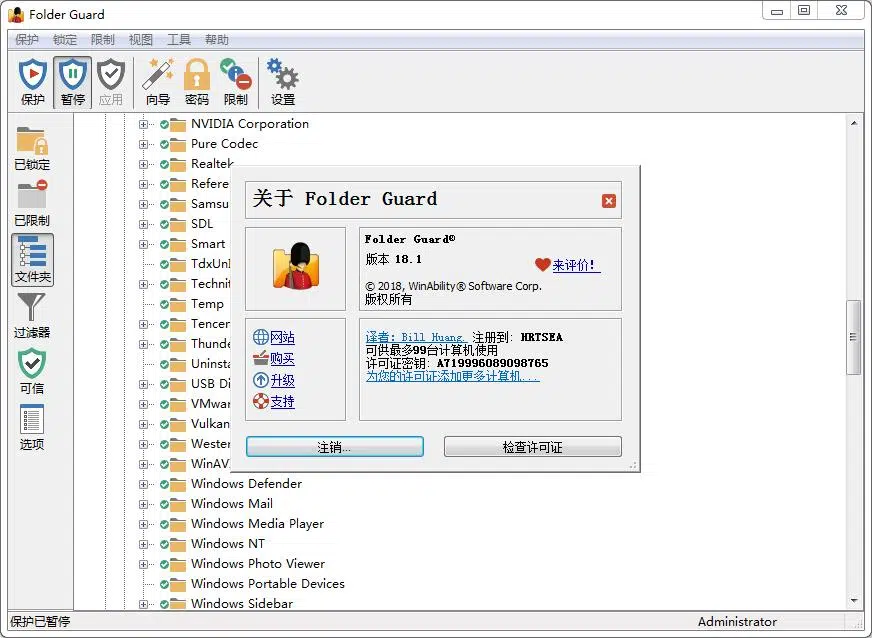 Folder Guard
保护 锁定 限制 视图 工具 帮助
保护 暂停 应用 向导 密码 限制 设置
已锁定
已限制
文件夹
过滤器
可信
选项
NVIDIA Corporation
Pure Codec
Realtek
Refere
Samsu
SDL
Smart
TdxUnI
Technit
Temp
Tencen
Thunde
Uninsta
USB Di
VMwar
Vulkan
Wester
WinAV
Windows Defender
Windows Mail
Windows Media Player
Windows NT
Windows Photo Viewer
Windows Portable Devices
Windows Sidebar
关于 Folder Guard
Folder Guard®
版本 18.1
来评价!
© 2018, WinAbility® Software Corp.
版权所有
网站
购买
升级
支持
译者: Bill Huang. 注册到: HRTSEA
可供最多99台计算机使用
许可证密钥: A719996089098765
为您的许可证添加更多计算机...
注销...
检查许可证
保护已暂停
Administrator